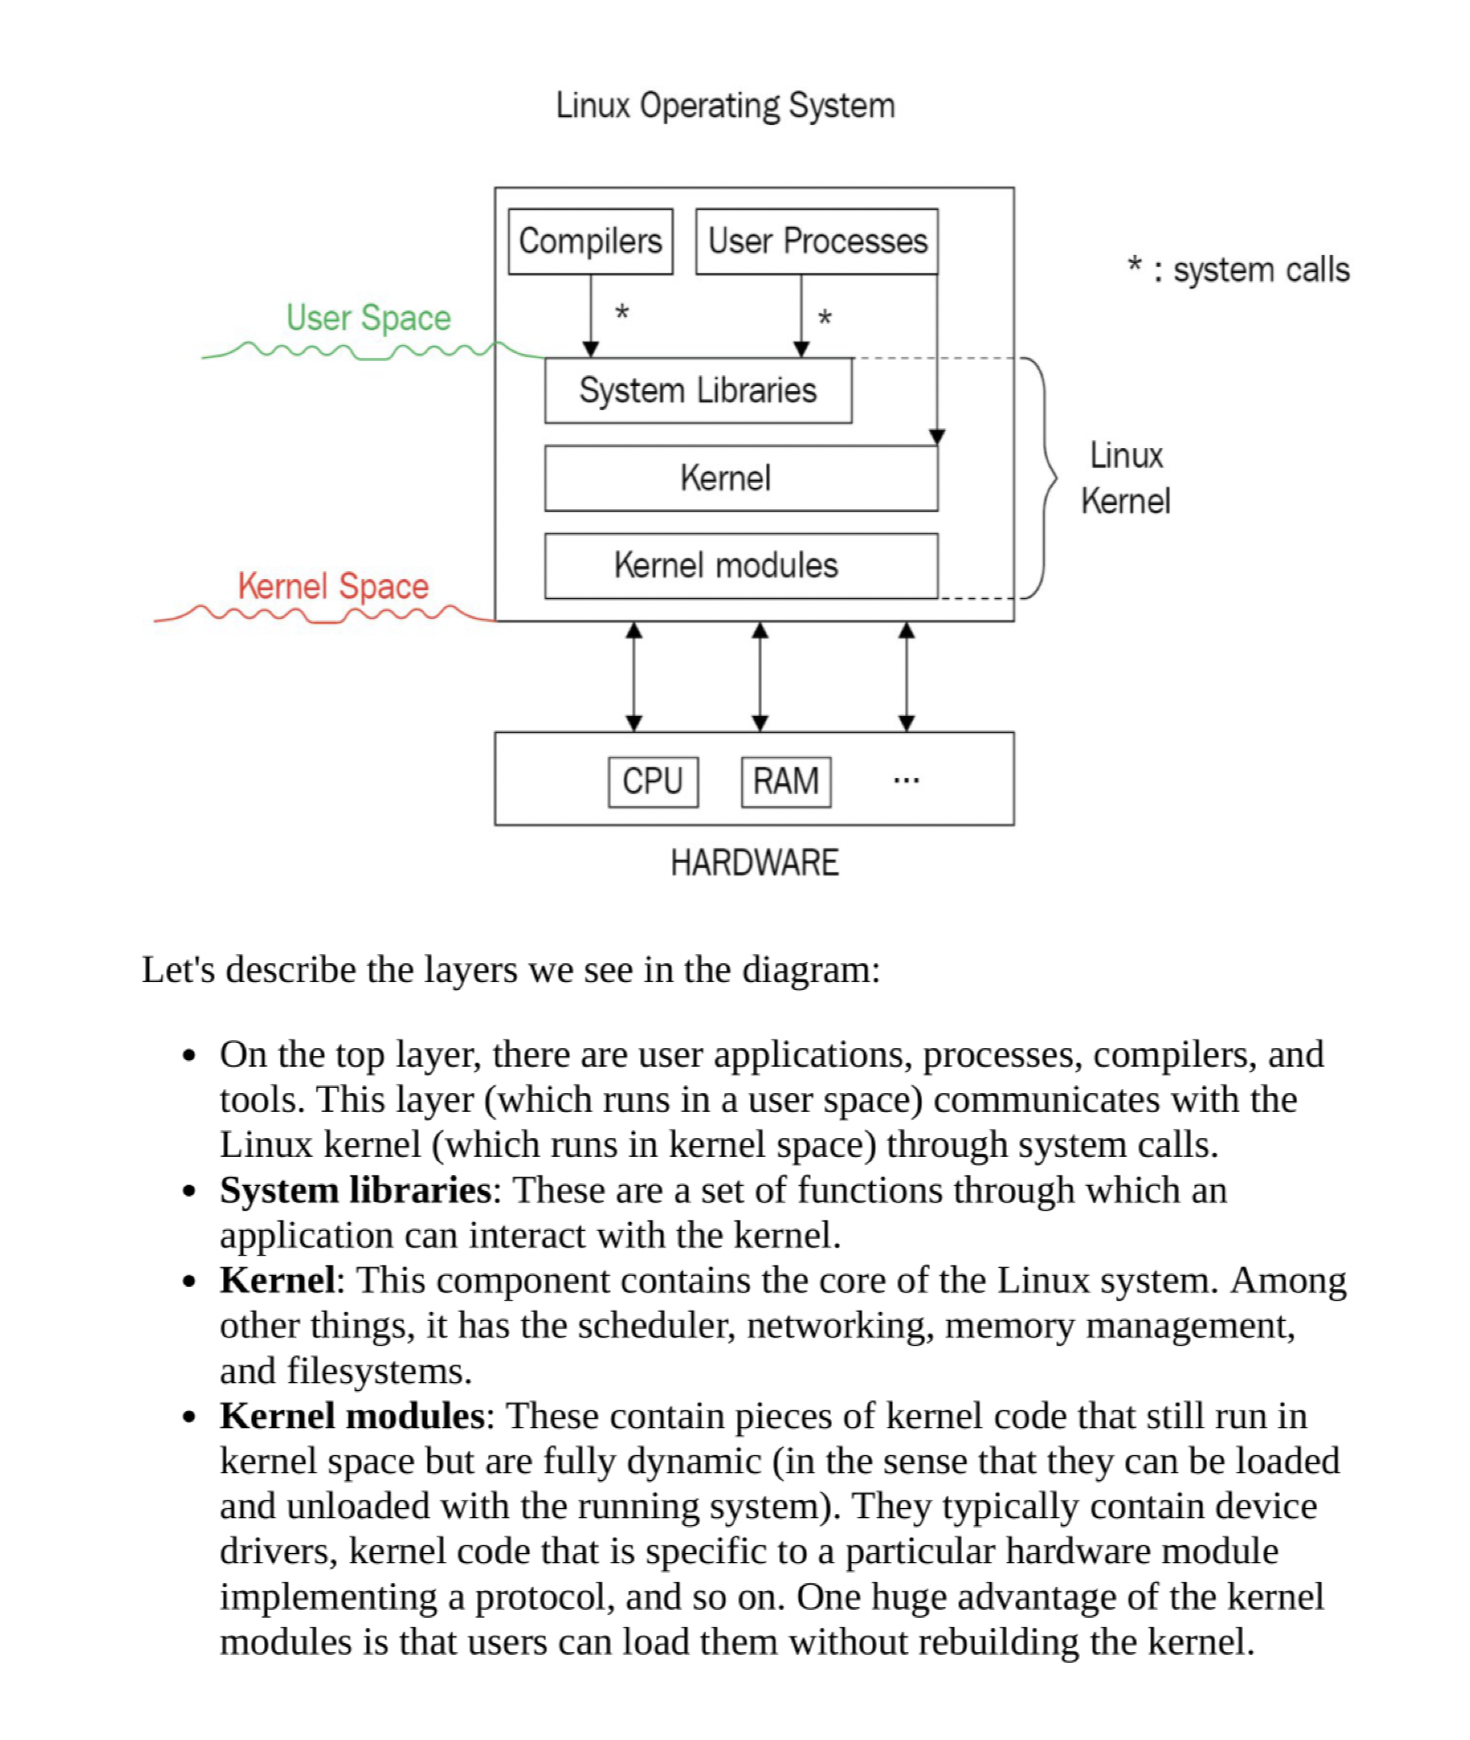 Linux Operating System
Compilers
User Processes
* : system calls
User Space
*
*
System Libraries
Kernel
Linux
Kernel
Kernel modules
Kernel Space
CPU
RAM
...
HARDWARE
Let's describe the layers we see in the diagram:
• On the top layer, there are user applications, processes, compilers, and
tools. This layer (which runs in a user space) communicates with the
Linux kernel (which runs in kernel space) through system calls.
• System libraries: These are a set of functions through which an
application can interact with the kernel.
• Kernel: This component contains the core of the Linux system. Among
other things, it has the scheduler, networking, memory management,
and filesystems.
• Kernel modules: These contain pieces of kernel code that still run in
kernel space but are fully dynamic (in the sense that they can be loaded
and unloaded with the running system). They typically contain device
drivers, kernel code that is specific to a particular hardware module
implementing a protocol, and so on. One huge advantage of the kernel
modules is that users can load them without rebuilding the kernel.